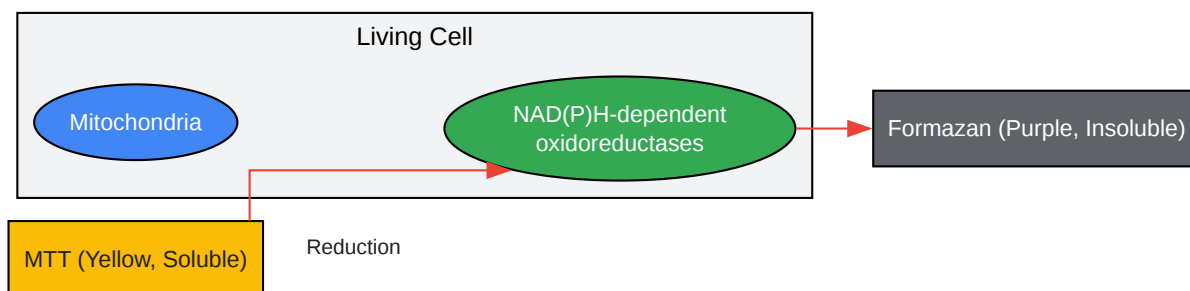 Living Cell
Mitochondria
NAD(P)H-dependent
oxidoreductases
Formazan (Purple, Insoluble)
MTT (Yellow, Soluble)
Reduction